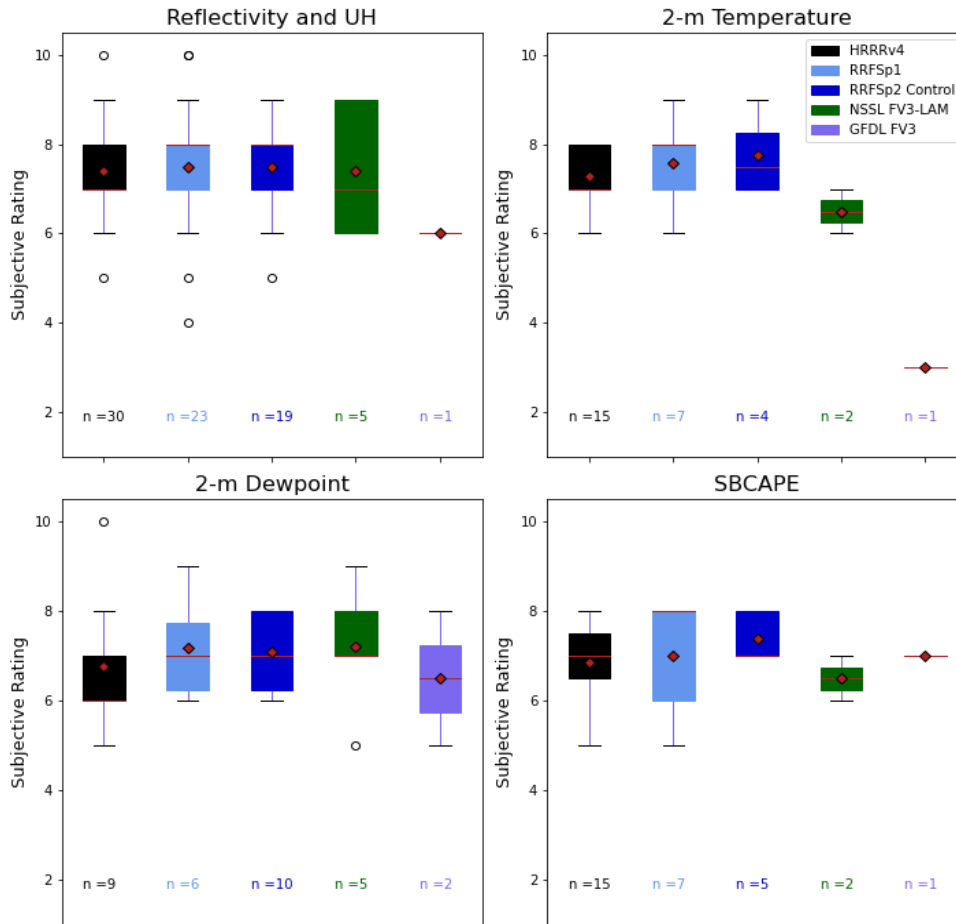 Reflectivity and UH
2-m Temperature
10
8
6
4
2
Subjective Rating
n =30
n =23
n =19
n =5
n =1
10
8
6
4
2
Subjective Rating
HRRRv4
RRFSp1
RRFSp2 Control
NSSL FV3-LAM
GFDL FV3
n =15
n =7
n =4
n =2
n =1
2-m Dewpoint
SBCAPE
10
8
6
4
2
Subjective Rating
n =9
n =6
n =10
n =5
n =2
10
8
6
4
2
Subjective Rating
n =15
n =7
n =5
n =2
n =1